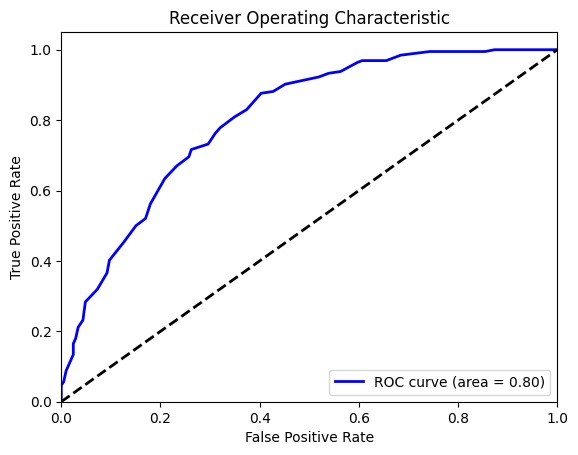 Receiver Operating Characteristic
True Positive Rate
1.0
0.8
0.6
0.4
0.2
0.0
ROC curve (area = 0.80)
0.0 0.2 0.4 0.6 0.8 1.0
False Positive Rate